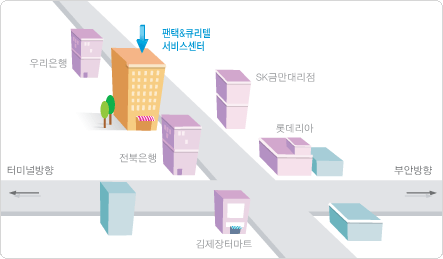 팬택&큐리텔
서비스센터
우리은행
SK금만대리점
롯데리아
전북은행
터미널방향
부안방향
김제장터마트